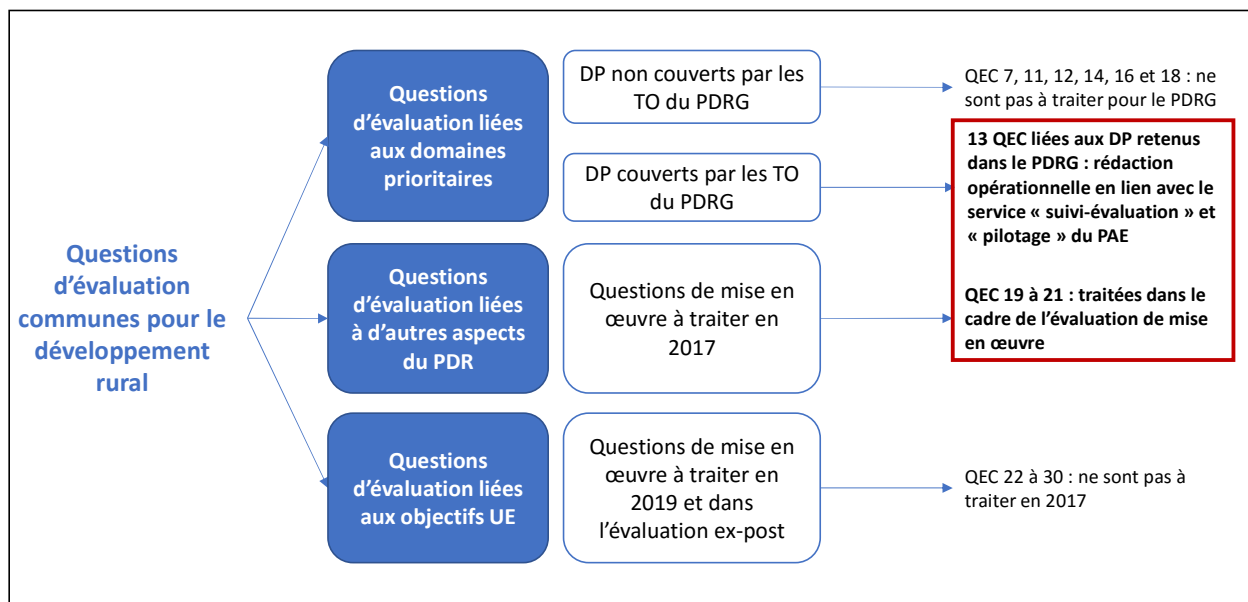 Questions
d’évaluation
communes pour le
développement
rural
Questions
d’évaluation liées
aux domaines
prioritaires
DP non couverts par les
TO du PDRG
QEC 7, 11, 12, 14, 16 et 18 : ne
sont pas à traiter pour le PDRG
DP couverts par les TO
du PDRG
13 QEC liées aux DP retenus
dans le PDRG : rédaction
opérationnelle en lien avec le
service « suivi-évaluation » et
« pilotage » du PAE
Questions
d’évaluation liées
à d’autres aspects
du PDR
Questions de mise en
œuvre à traiter en
2017
QEC 19 à 21 : traitées dans le
cadre de l’évaluation de mise
en œuvre
Questions
d’évaluation liées
aux objectifs UE
Questions de mise en
œuvre à traiter en
2019 et dans
l’évaluation ex-post
QEC 22 à 30 : ne sont pas à
traiter en 2017